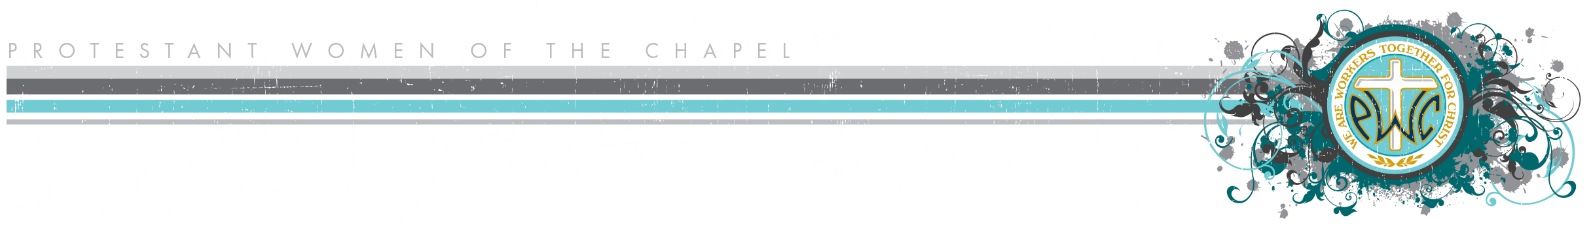 PROTESTANT WOMEN OF THE CHAPEL
WE ARE WORKERS TOGETHER FOR CHRIST
PWC